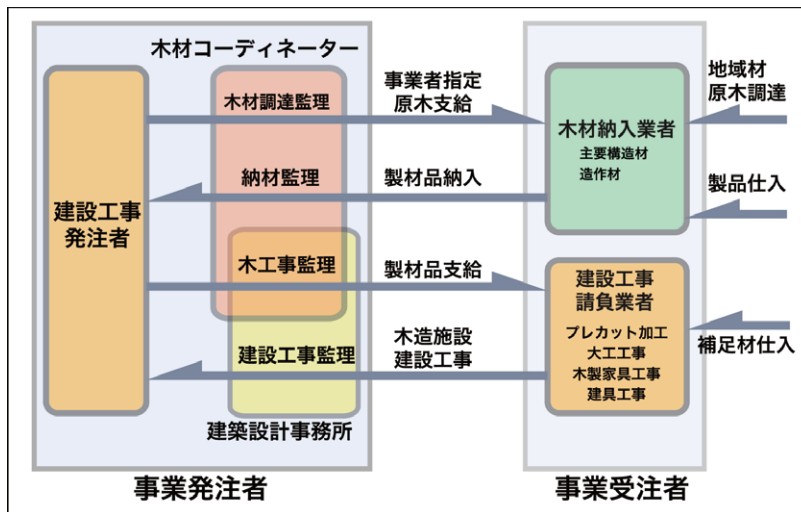 木材コーディネーター
木材調達監理
事業者指定
原木支給
地域材
原木調達
木材納入業者
主要構造材
造作材
納材監理
製材品納入
製品仕入
建設工事
発注者
木工事監理
製材品支給
建設工事
請負業者
プレカット加工
大工工事
木製家具工事
建具工事
木造施設
建設工事
補足材仕入
建設工事監理
建築設計事務所
事業発注者
事業受注者